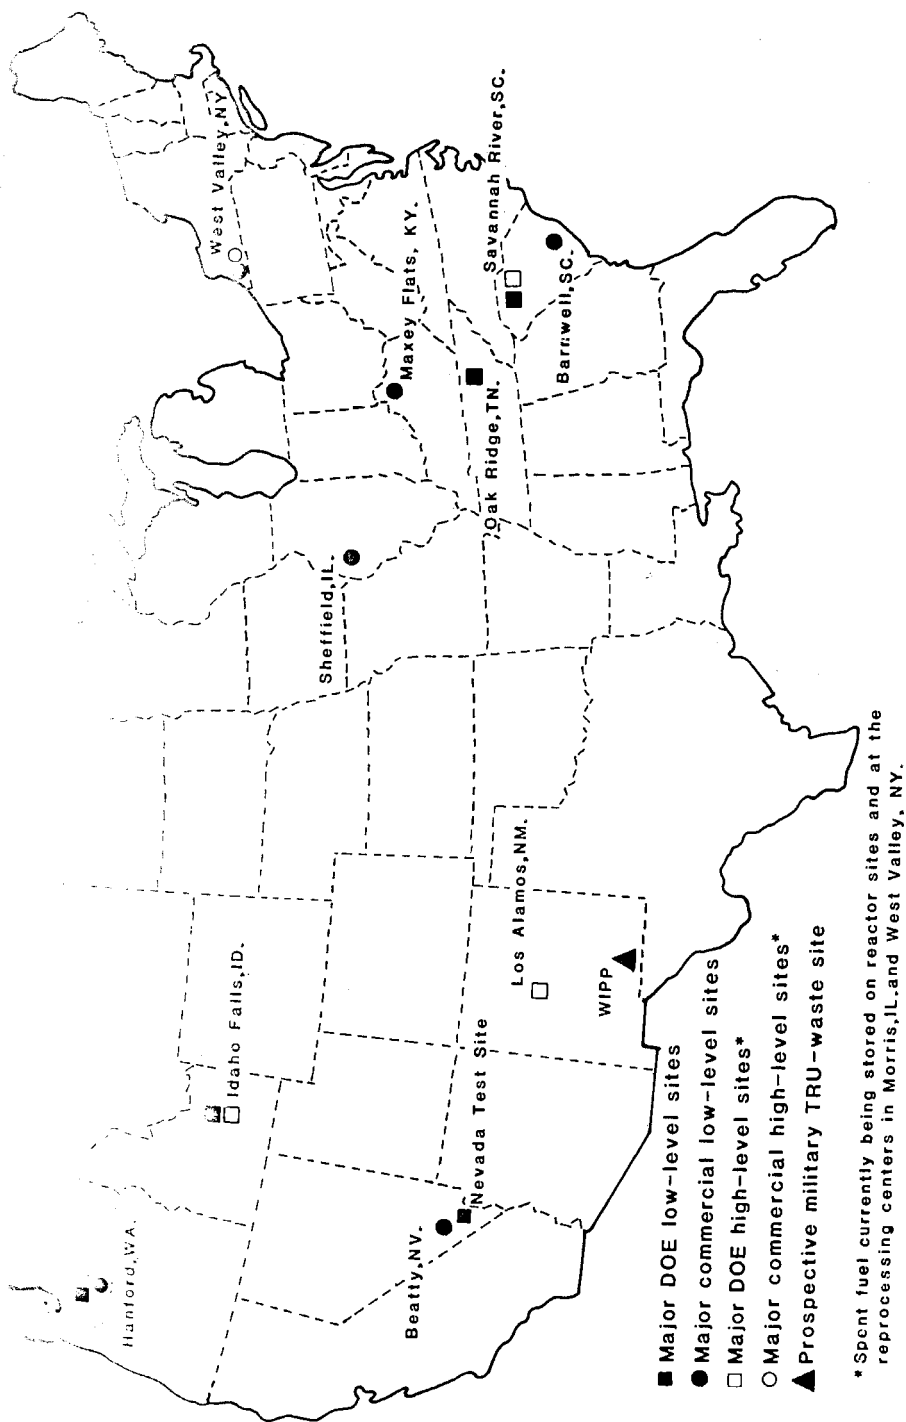 Hanford, WA.
Idaho Falls, ID.
Beatty, NV.
Nevada Test Site
Los Alamos, NM.
WIPP
Sheffield, IL.
Oak Ridge, TN.
Maxey Flats, KY.
West Valley, NY
Savannah River, SC.
Barnwell, SC.
Major DOE low-level sites
Major commercial low-level sites
Major DOE high-level sites*
Major commercial high-level sites*
Prospective military TRU-waste site
* Spent fuel currently being stored on reactor sites and at the
reprocessing centers in Morris, IL. and West Valley, NY.